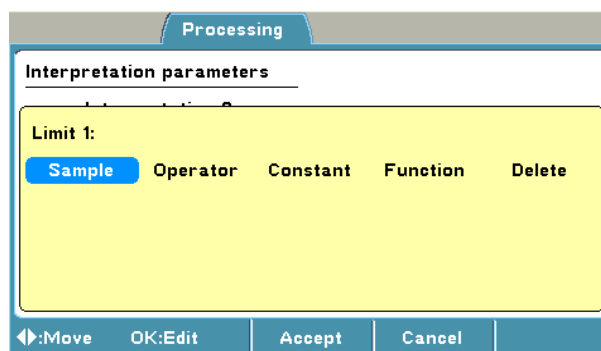 Processing
Interpretation parameters
Limit 1:
Sample Operator Constant Function Delete
:Move OK:Edit Accept Cancel